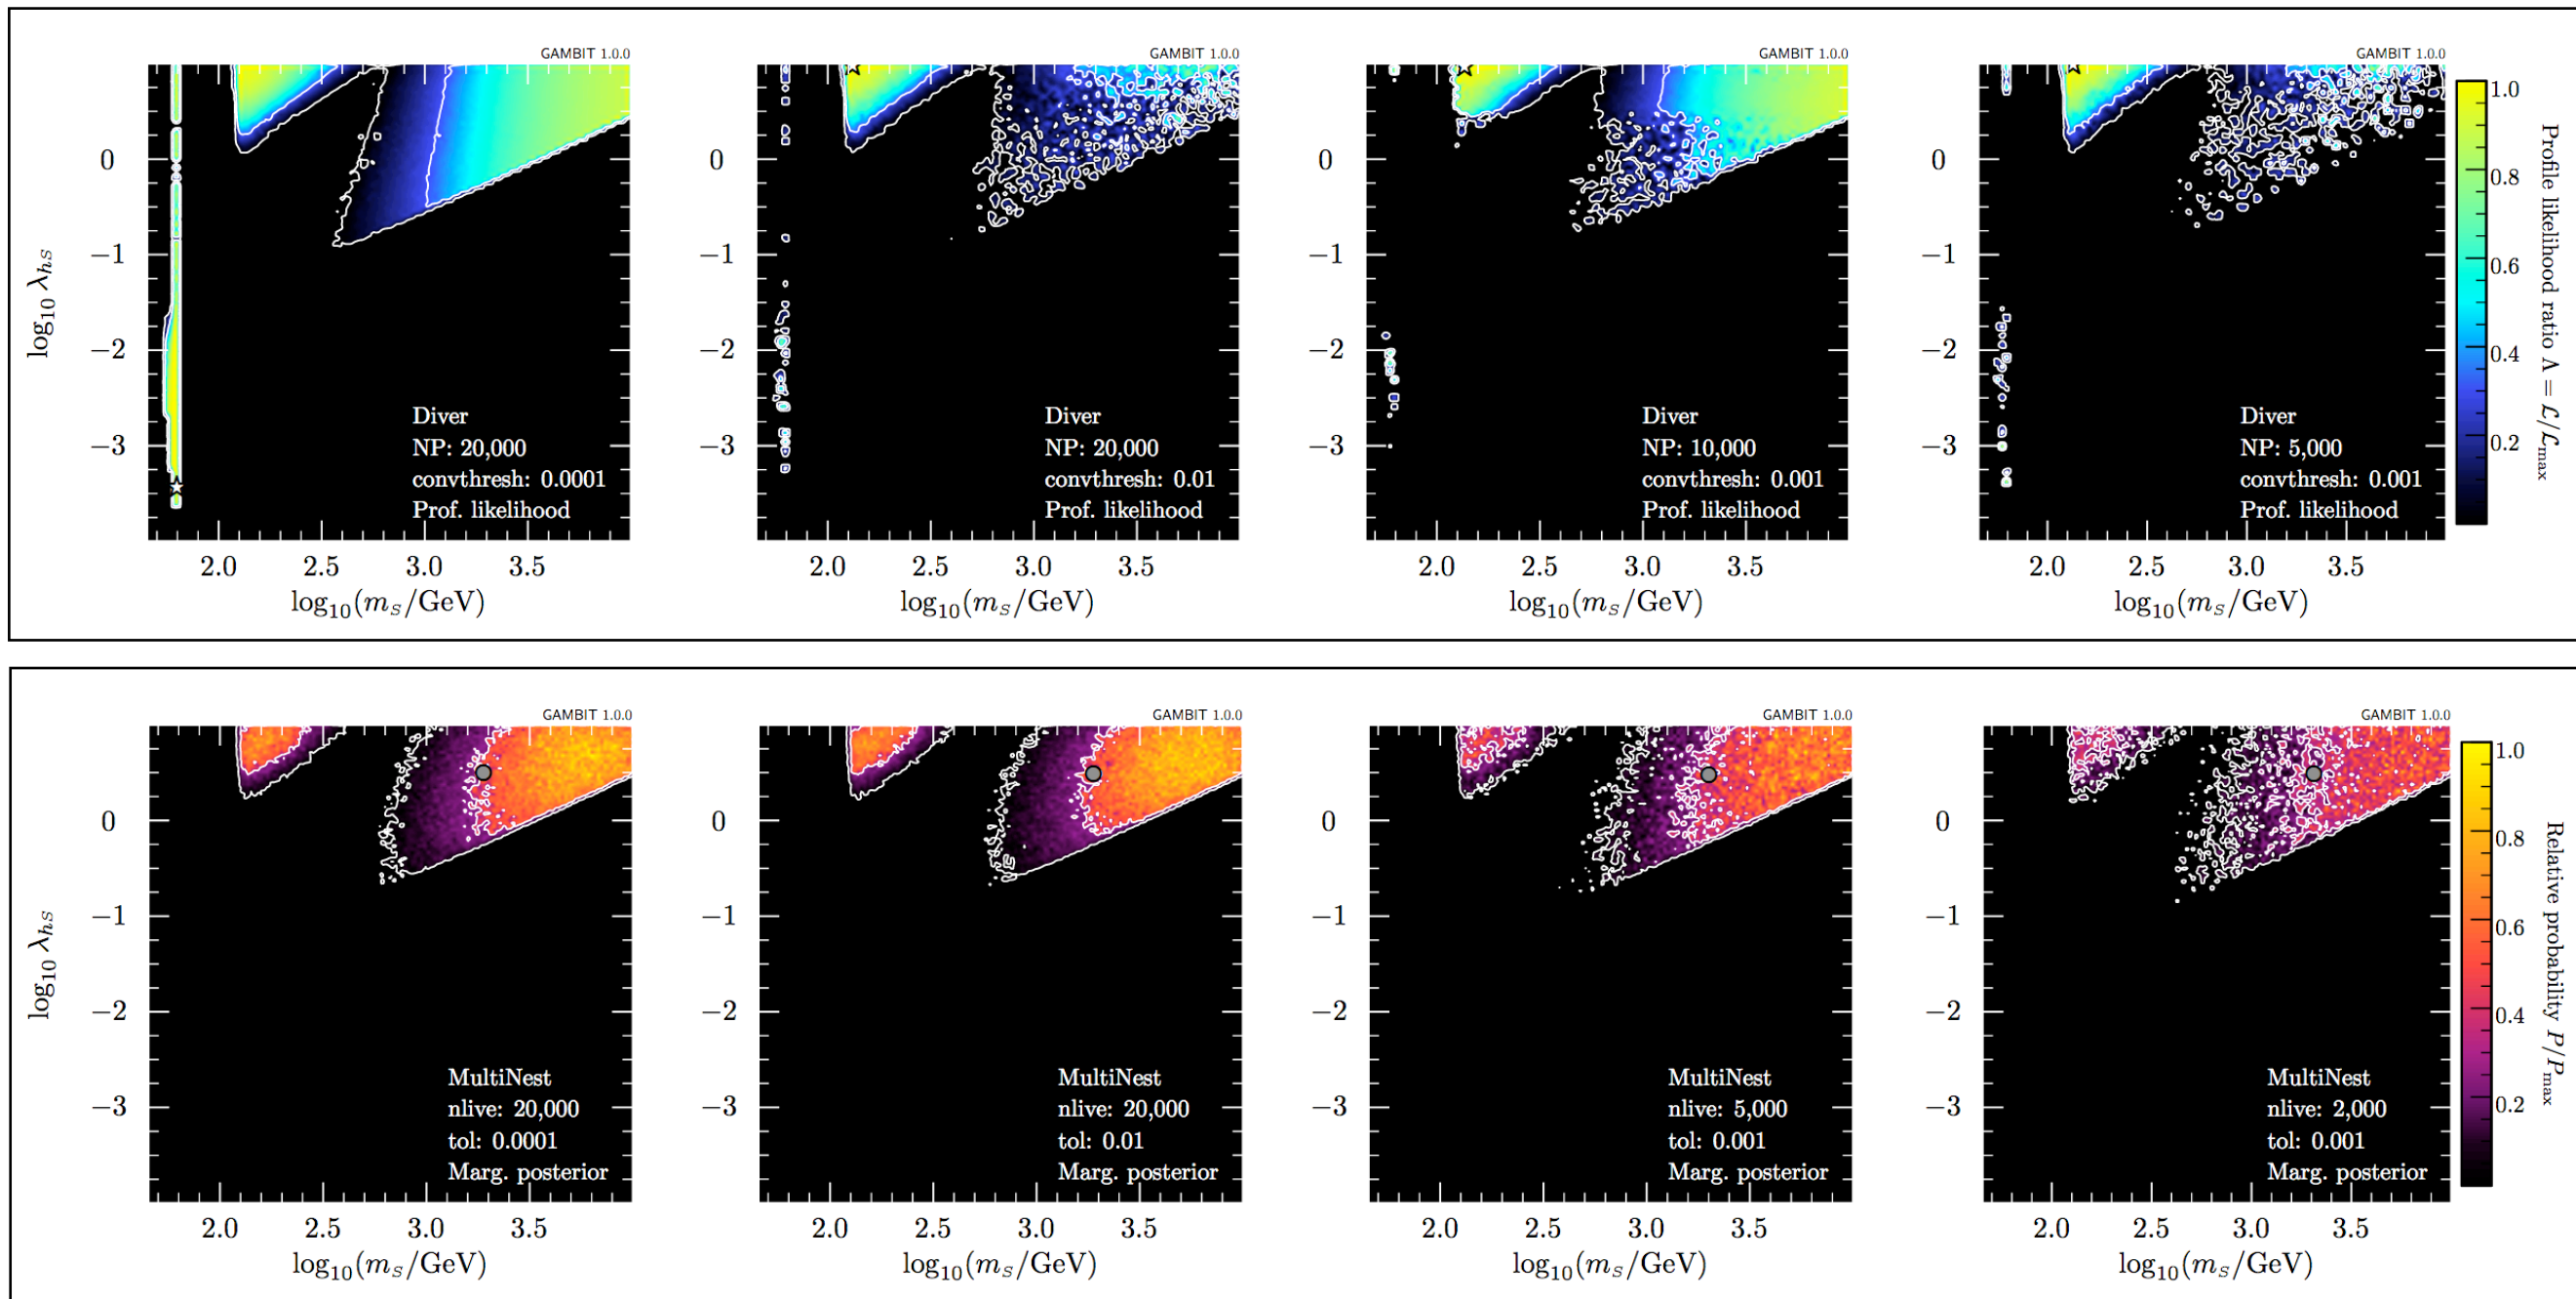 GAMBIT 1.0.0
GAMBIT 1.0.0
GAMBIT 1.0.0
GAMBIT 1.0.0
log₁₀ λₕₛ
0
−1
−2
−3
Diver
NP: 20,000
convthresh: 0.0001
Prof. likelihood
2.0 2.5 3.0 3.5
log₁₀(mₛ/GeV)
0
−1
−2
−3
Diver
NP: 20,000
convthresh: 0.01
Prof. likelihood
2.0 2.5 3.0 3.5
log₁₀(mₛ/GeV)
0
−1
−2
−3
Diver
NP: 10,000
convthresh: 0.001
Prof. likelihood
2.0 2.5 3.0 3.5
log₁₀(mₛ/GeV)
0
−1
−2
−3
Diver
NP: 5,000
convthresh: 0.001
Prof. likelihood
2.0 2.5 3.0 3.5
log₁₀(mₛ/GeV)
1.0
0.8
0.6
0.4
0.2
Profile likelihood ratio Λ = ℒ/ℒmax
GAMBIT 1.0.0
GAMBIT 1.0.0
GAMBIT 1.0.0
GAMBIT 1.0.0
log₁₀ λₕₛ
0
−1
−2
−3
MultiNest
nlive: 20,000
tol: 0.0001
Marg. posterior
2.0 2.5 3.0 3.5
log₁₀(mₛ/GeV)
0
−1
−2
−3
MultiNest
nlive: 20,000
tol: 0.01
Marg. posterior
2.0 2.5 3.0 3.5
log₁₀(mₛ/GeV)
0
−1
−2
−3
MultiNest
nlive: 5,000
tol: 0.001
Marg. posterior
2.0 2.5 3.0 3.5
log₁₀(mₛ/GeV)
0
−1
−2
−3
MultiNest
nlive: 2,000
tol: 0.001
Marg. posterior
2.0 2.5 3.0 3.5
log₁₀(mₛ/GeV)
1.0
0.8
0.6
0.4
0.2
Relative probability P/Pmax